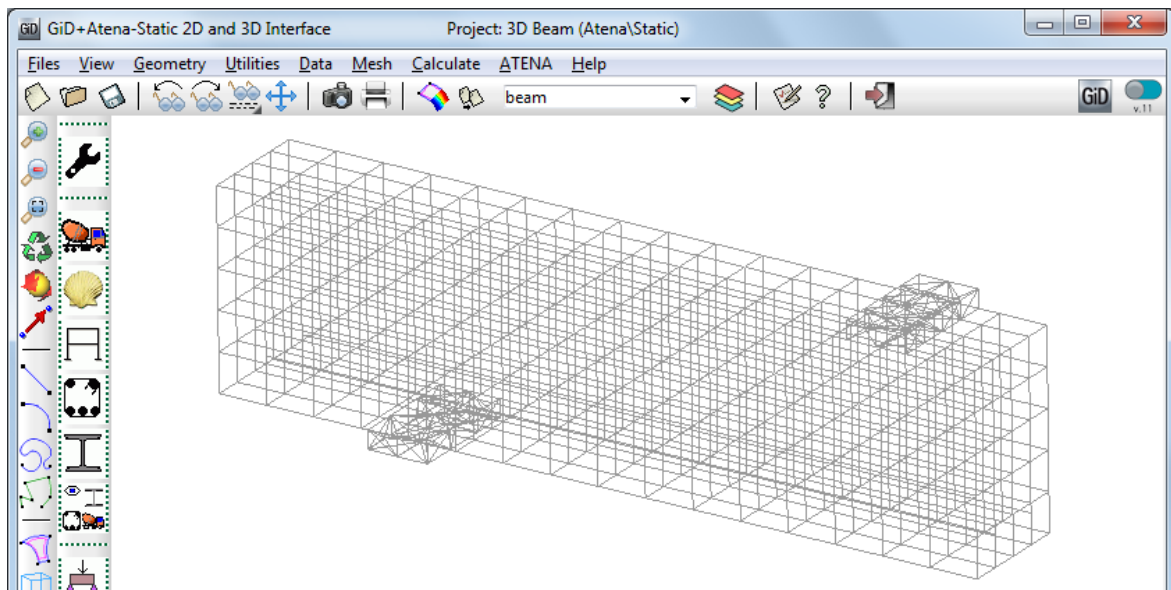 GiD GiD+Atena-Static 2D and 3D Interface Project: 3D Beam (Atena\Static)
Files View Geometry Utilities Data Mesh Calculate ATENA Help
beam GiD
v.11